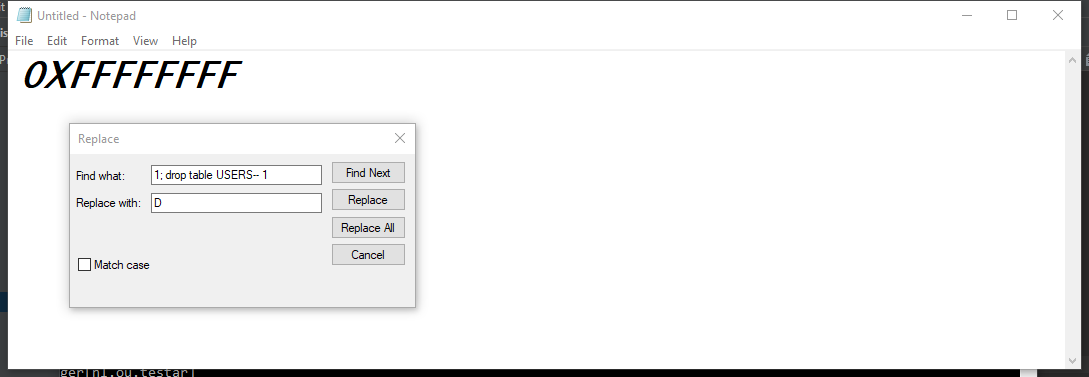 Untitled - Notepad
File Edit Format View Help
0XFFFFFFFF
Replace
Find what: 1; drop table USERS-- 1 Find Next
Replace with: D Replace
Replace All
Cancel
Match case
ger[nl.ou.testar]